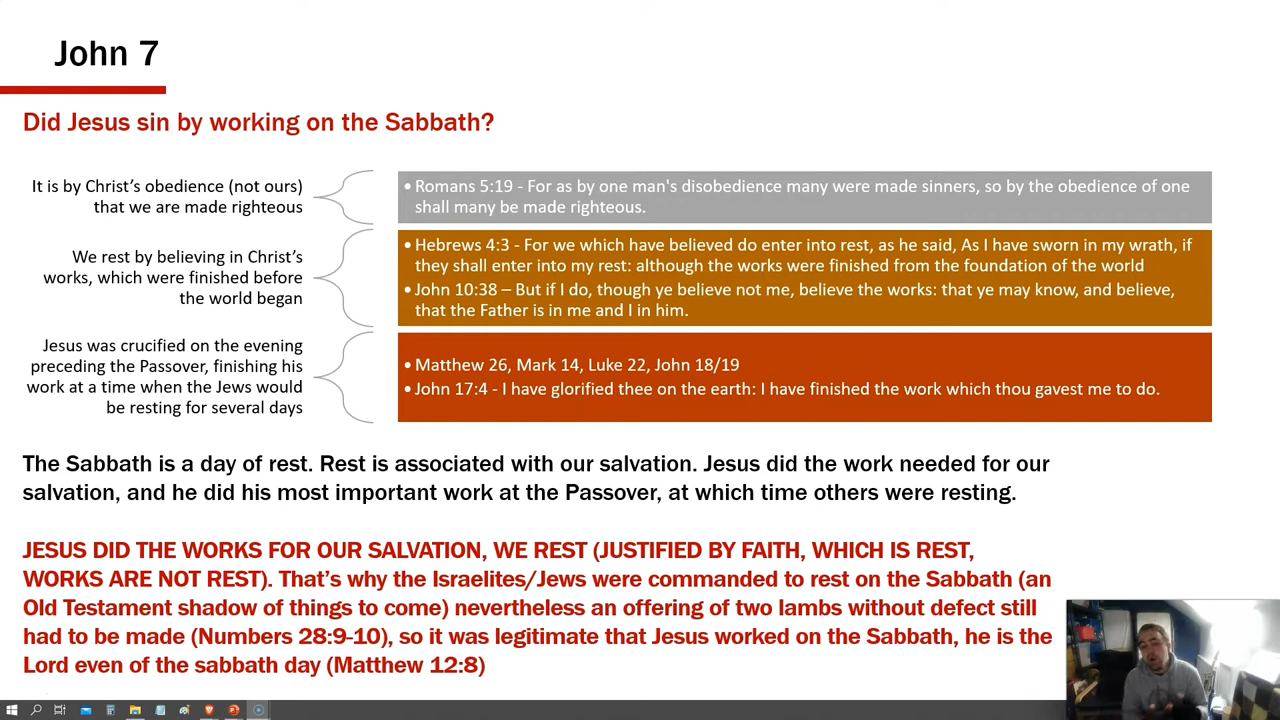 John 7
Did Jesus sin by working on the Sabbath?
It is by Christ’s obedience (not ours)
that we are made righteous
• Romans 5:19 - For as by one man's disobedience many were made sinners, so by the obedience of one
shall many be made righteous.
We rest by believing in Christ’s
works, which were finished before
the world began
• Hebrews 4:3 - For we which have believed do enter into rest, as he said, As I have sworn in my wrath, if
they shall enter into my rest: although the works were finished from the foundation of the world
• John 10:38 – But if I do, though ye believe not me, believe the works: that ye may know, and believe,
that the Father is in me and I in him.
Jesus was crucified on the evening
preceding the Passover, finishing his
work at a time when the Jews would
be resting for several days
• Matthew 26, Mark 14, Luke 22, John 18/19
• John 17:4 - I have glorified thee on the earth: I have finished the work which thou gavest me to do.
The Sabbath is a day of rest. Rest is associated with our salvation. Jesus did the work needed for our
salvation, and he did his most important work at the Passover, at which time others were resting.
JESUS DID THE WORKS FOR OUR SALVATION, WE REST (JUSTIFIED BY FAITH, WHICH IS REST,
WORKS ARE NOT REST). That’s why the Israelites/Jews were commanded to rest on the Sabbath (an
Old Testament shadow of things to come) nevertheless an offering of two lambs without defect still
had to be made (Numbers 28:9-10), so it was legitimate that Jesus worked on the Sabbath, he is the
Lord even of the sabbath day (Matthew 12:8)